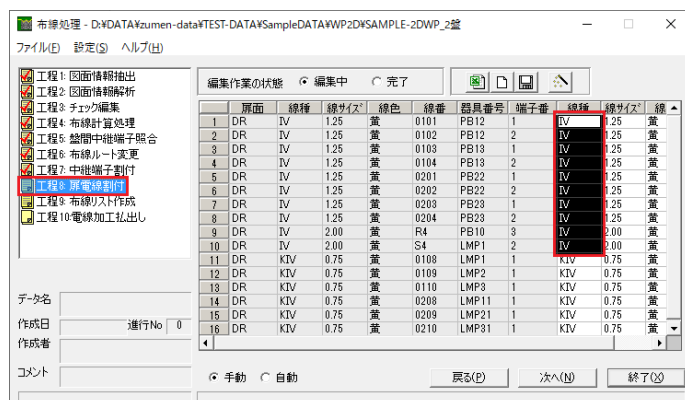 布線処理 - D:¥DATA¥zumen-data¥TEST-DATA¥SampleDATA¥WP2D¥SAMPLE-2DWP_2盤
ファイル(F) 設定(S) ヘルプ(H)
工程1: 図面情報抽出
工程2: 図面情報解析
工程3: チェック編集
工程4: 布線計算処理
工程5: 盤間中継端子照合
工程6: 布線ルート変更
工程7: 中継端子割付
工程8: 扉電線割付
工程9: 布線リスト作成
工程10:電線加工払出し
データ名
作成日 進行No 0
作成者
コメント
編集作業の状態 編集中 完了
扉面 線種 線サイズ 線色 線番 器具番号 端子番 線種 線サイズ 線
1 DR IV 1.25 黄 0101 PB12 1 IV 1.25 黄
2 DR IV 1.25 黄 0102 PB12 2 IV 1.25 黄
3 DR IV 1.25 黄 0103 PB13 1 IV 1.25 黄
4 DR IV 1.25 黄 0104 PB13 2 IV 1.25 黄
5 DR IV 1.25 黄 0201 PB22 1 IV 1.25 黄
6 DR IV 1.25 黄 0202 PB22 2 IV 1.25 黄
7 DR IV 1.25 黄 0203 PB23 1 IV 1.25 黄
8 DR IV 1.25 黄 0204 PB23 2 IV 1.25 黄
9 DR IV 2.00 黄 R4 PB10 3 IV 2.00 黄
10 DR IV 2.00 黄 S4 LMP1 2 IV 2.00 黄
11 DR KIV 0.75 黄 0108 LMP1 1 KIV 0.75 黄
12 DR KIV 0.75 黄 0109 LMP2 1 KIV 0.75 黄
13 DR KIV 0.75 黄 0110 LMP3 1 KIV 0.75 黄
14 DR KIV 0.75 黄 0208 LMP11 1 KIV 0.75 黄
15 DR KIV 0.75 黄 0209 LMP21 1 KIV 0.75 黄
16 DR KIV 0.75 黄 0210 LMP31 1 KIV 0.75 黄
手動 自動 戻る(P) 次へ(N) 終了(X)